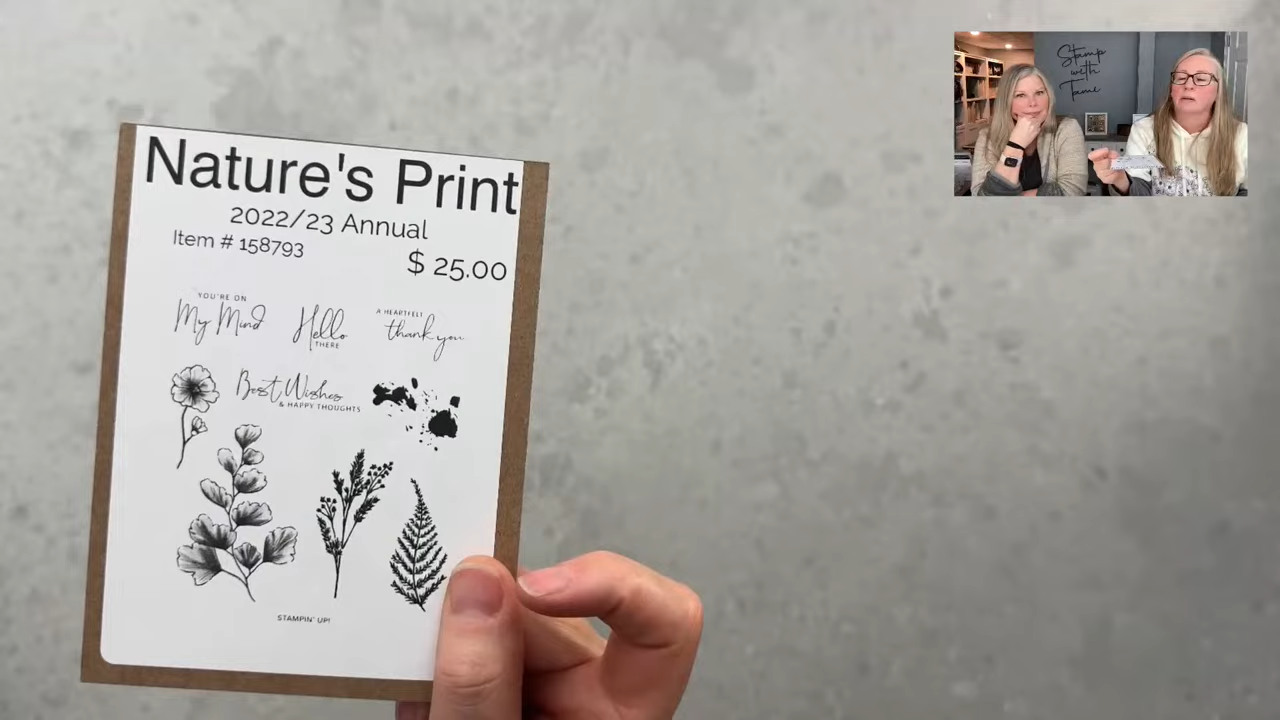 Nature's Print
2022/23 Annual
Item # 158793
$ 25.00
YOU'RE ON
My Mind
Hello
THERE
A HEARTFELT
thank you
Best Wishes
& HAPPY THOUGHTS
STAMPIN' UP!
Stamp
with
Tami